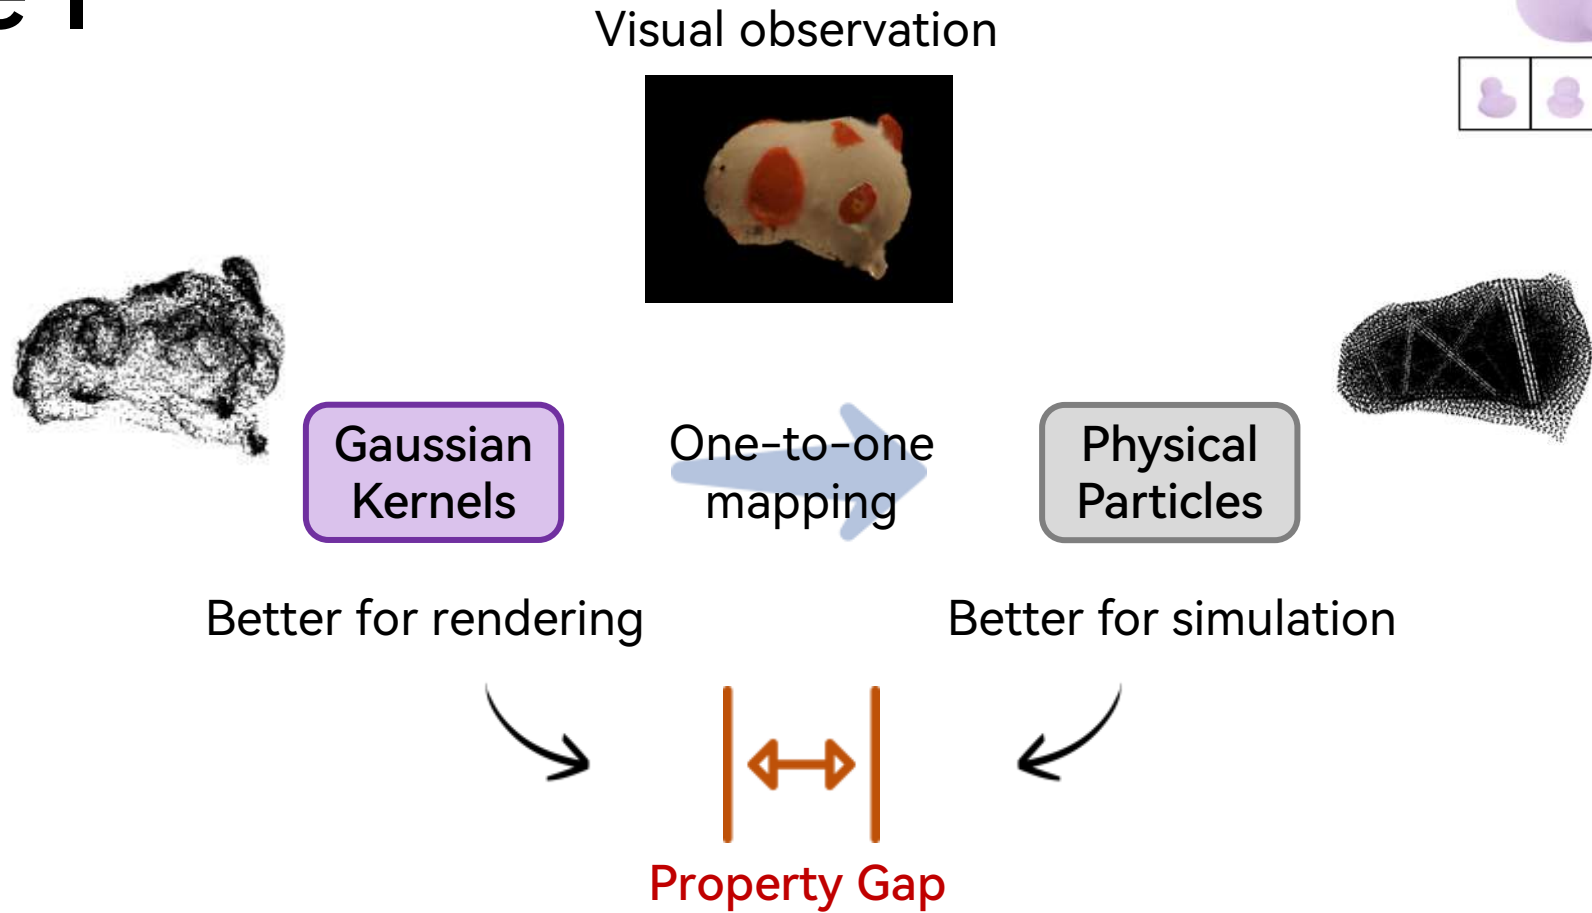 Visual observation
Gaussian
Kernels
One-to-one
mapping
Physical
Particles
Better for rendering
Better for simulation
Property Gap